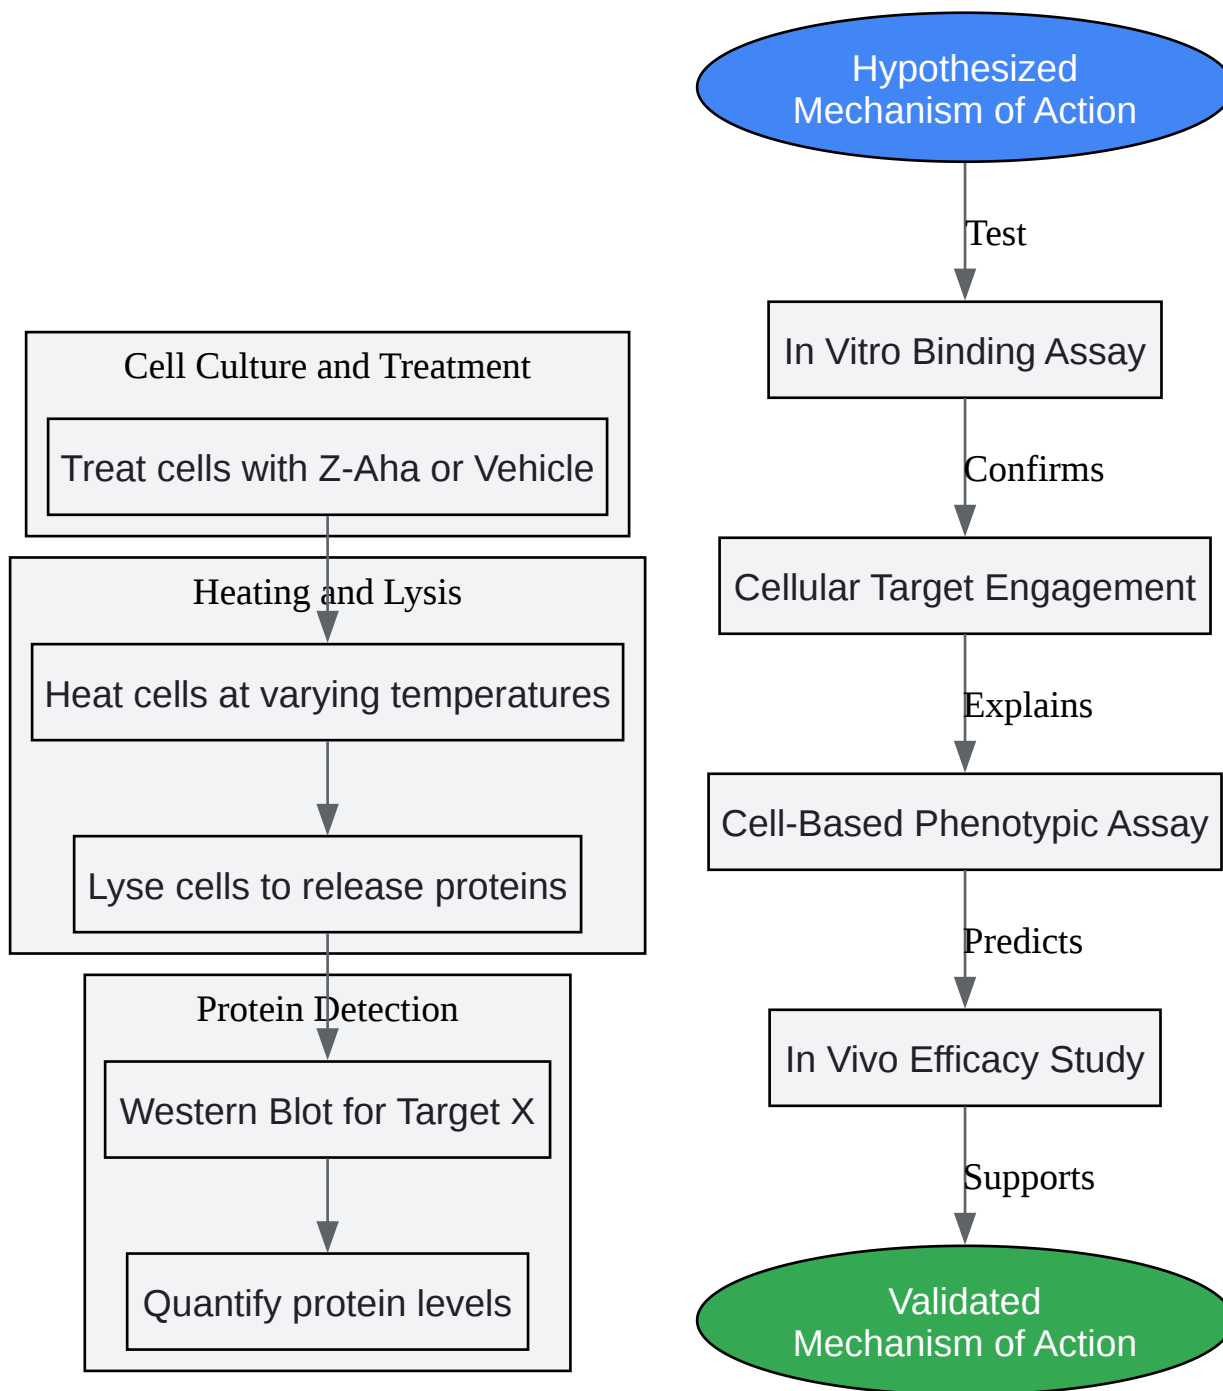 Cell Culture and Treatment
Treat cells with Z-Aha or Vehicle
Heating and Lysis
Heat cells at varying temperatures
Lyse cells to release proteins
Protein Detection
Western Blot for Target X
Quantify protein levels
Hypothesized
Mechanism of Action
Test
In Vitro Binding Assay
Confirms
Cellular Target Engagement
Explains
Cell-Based Phenotypic Assay
Predicts
In Vivo Efficacy Study
Supports
Validated
Mechanism of Action